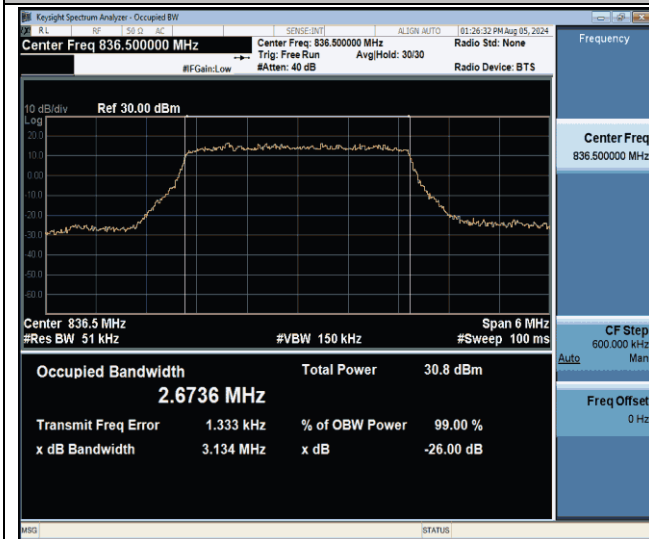 Keysight Spectrum Analyzer - Occupied BW
RL RF 50 Ω AC SENSE:INT ALIGN AUTO 01:26:32 PM Aug 05, 2024
Center Freq 836.500000 MHz Center Freq: 836.500000 MHz Radio Std: None Frequency
Trig: Free Run Avg|Hold: 30/30
#IFGain:Low #Atten: 40 dB Radio Device: BTS
10 dB/div Ref 30.00 dBm
Log
20.0
10.0
0.00
-10.0
-20.0
-30.0
-40.0
-50.0
-60.0
Center 836.5 MHz Span 6 MHz
#Res BW 51 kHz #VBW 150 kHz #Sweep 100 ms
Occupied Bandwidth Total Power 30.8 dBm
2.6736 MHz
Transmit Freq Error 1.333 kHz % of OBW Power 99.00 %
x dB Bandwidth 3.134 MHz x dB -26.00 dB
Center Freq
836.500000 MHz
CF Step
600.000 kHz
Auto Man
Freq Offset
0 Hz
MSG STATUS